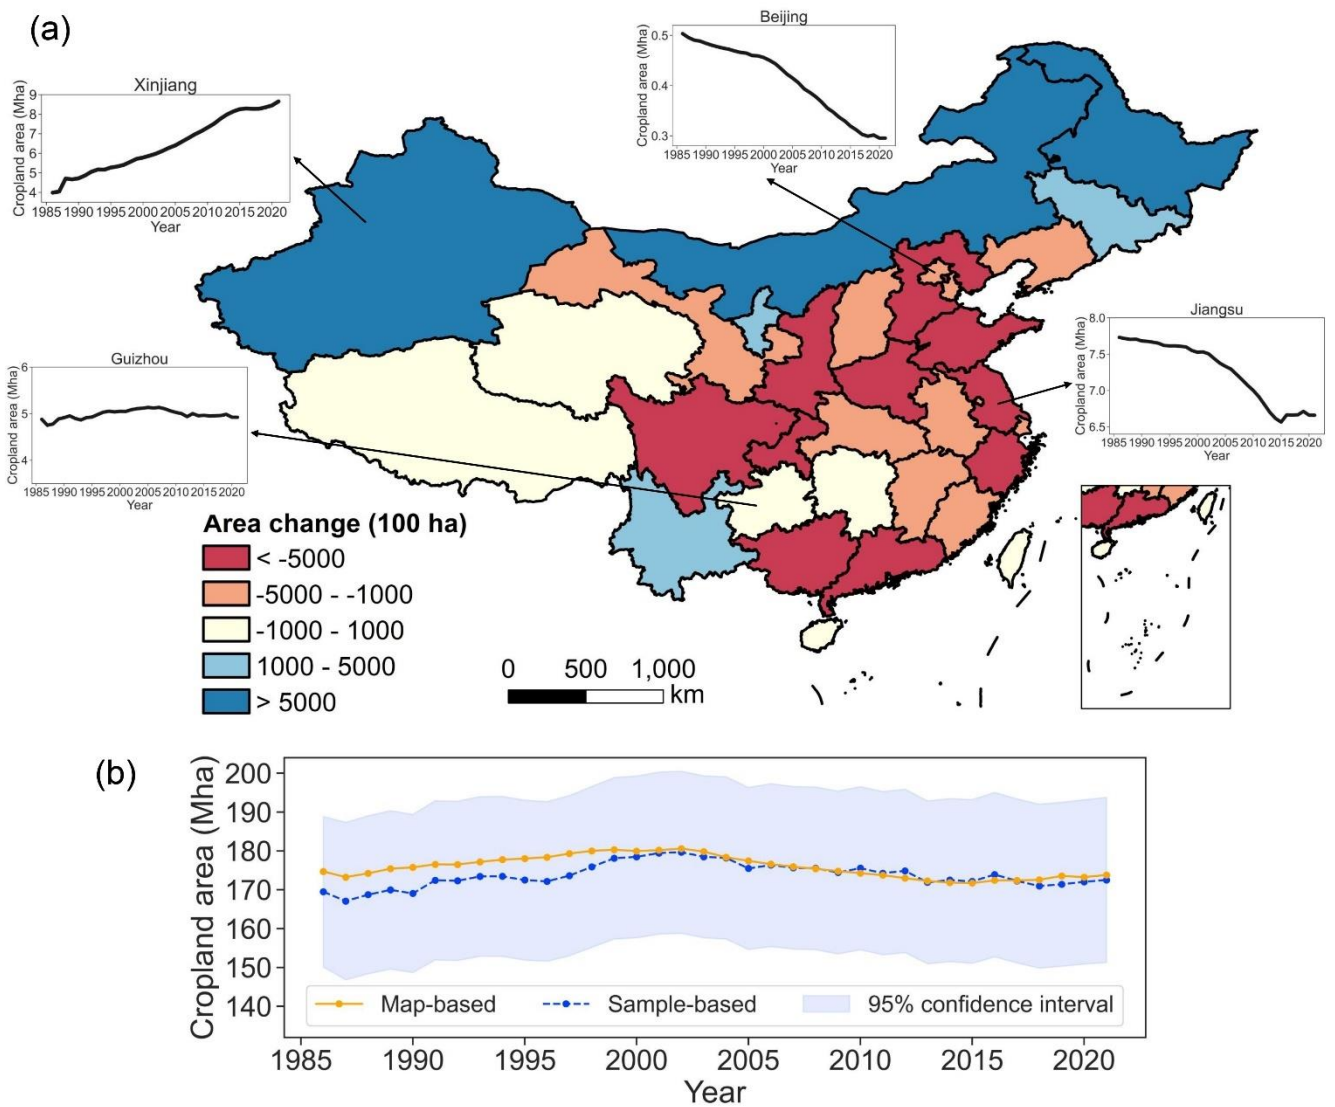 (a)
Xinjiang
Cropland area (Mha)
9
8
7
6
5
4
1985 1990 1995 2000 2005 2010 2015 2020
Year
Beijing
Cropland area (Mha)
0.5
0.4
0.3
1985 1990 1995 2000 2005 2010 2015 2020
Year
Guizhou
Cropland area (Mha)
6
5
4
1985 1990 1995 2000 2005 2010 2015 2020
Year
Jiangsu
Cropland area (Mha)
8.0
7.5
7.0
6.5
1985 1990 1995 2000 2005 2010 2015 2020
Year
Area change (100 ha)
< -5000
-5000 - -1000
-1000 - 1000
1000 - 5000
> 5000
0 500 1,000
km
(b)
Cropland area (Mha)
200
190
180
170
160
150
140
Map-based Sample-based 95% confidence interval
1985 1990 1995 2000 2005 2010 2015 2020
Year